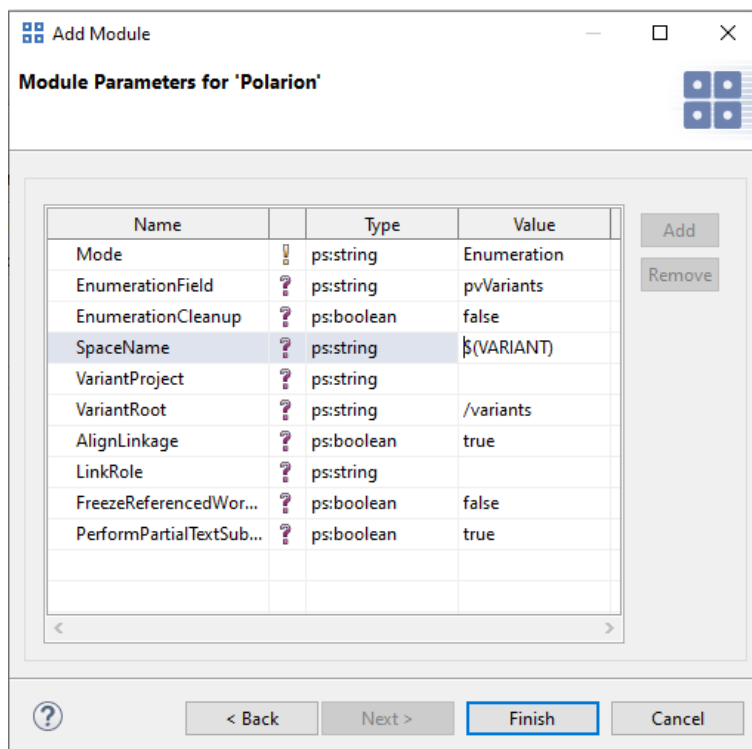 Add Module
Module Parameters for 'Polarion'
Name Type Value
Mode ps:string Enumeration
EnumerationField ps:string pvVariants
EnumerationCleanup ps:boolean false
SpaceName ps:string $(VARIANT)
VariantProject ps:string
VariantRoot ps:string /variants
AlignLinkage ps:boolean true
LinkRole ps:string
FreezeReferencedWor... ps:boolean false
PerformPartialTextSub... ps:boolean true
Add
Remove
< Back Next > Finish Cancel